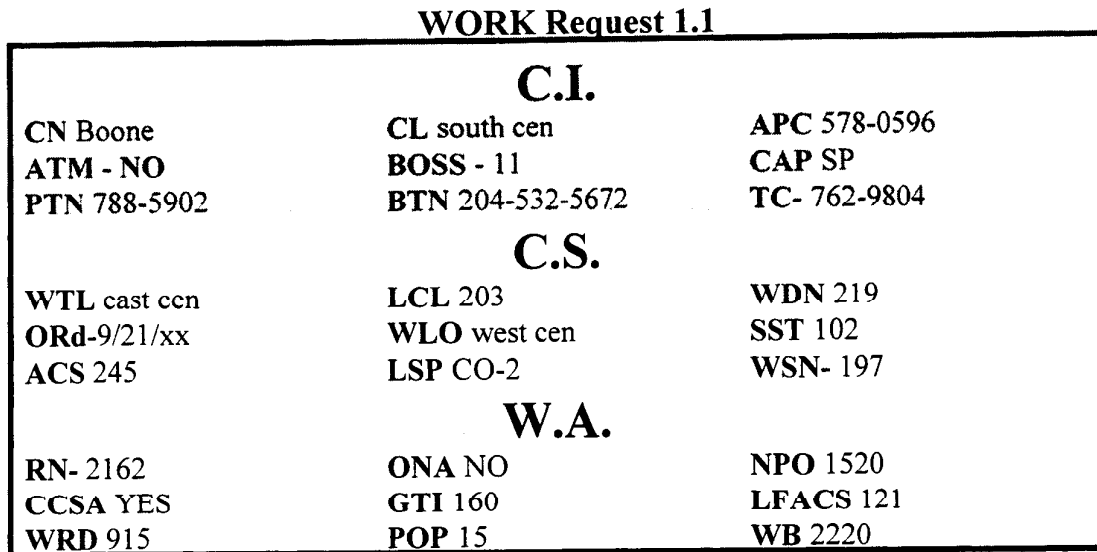 WORK Request 1.1
C.I.
CN Boone CL south cen APC 578-0596
ATM - NO BOSS - 11 CAP SP
PTN 788-5902 BTN 204-532-5672 TC- 762-9804
C.S.
WTL cast ccn LCL 203 WDN 219
ORd-9/21/xx WLO west cen SST 102
ACS 245 LSP CO-2 WSN- 197
W.A.
RN- 2162 ONA NO NPO 1520
CCSA YES GTI 160 LFACS 121
WRD 915 POP 15 WB 2220